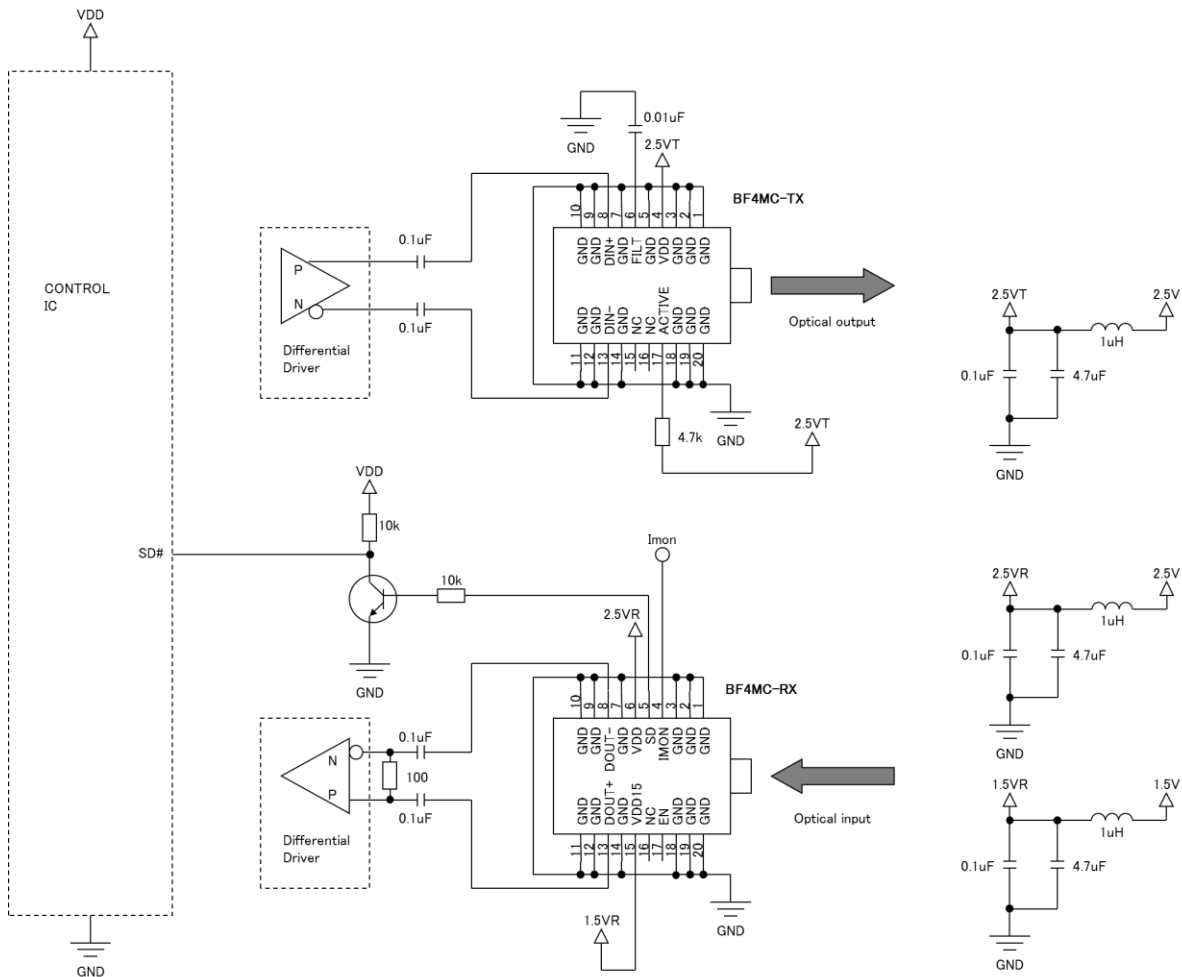 VDD
CONTROL
IC
SD#
GND
0.01uF
GND
2.5VT
BF4MC-TX
10 9 8 7 6 5 4 3 2 1
GND GND DIN+ GND FILT GND VDD GND GND GND
GND GND DIN- GND NC NC ACTIVE GND GND GND
11 12 13 14 15 16 17 18 19 20
0.1uF
P
N
0.1uF
Differential
Driver
Optical output
GND
4.7k
2.5VT
2.5VT
2.5V
1uH
0.1uF
4.7uF
GND
VDD
10k
10k
GND
Imon
2.5VR
BF4MC-RX
10 9 8 7 6 5 4 3 2 1
GND GND DOUT- GND VDD SD IMON GND GND GND
GND GND DOUT+ GND VDD15 NC EN GND GND GND
11 12 13 14 15 16 17 18 19 20
0.1uF
N
100
P
0.1uF
Differential
Driver
Optical input
GND
1.5VR
2.5VR
2.5V
1uH
0.1uF
4.7uF
GND
1.5VR
1.5V
1uH
0.1uF
4.7uF
GND